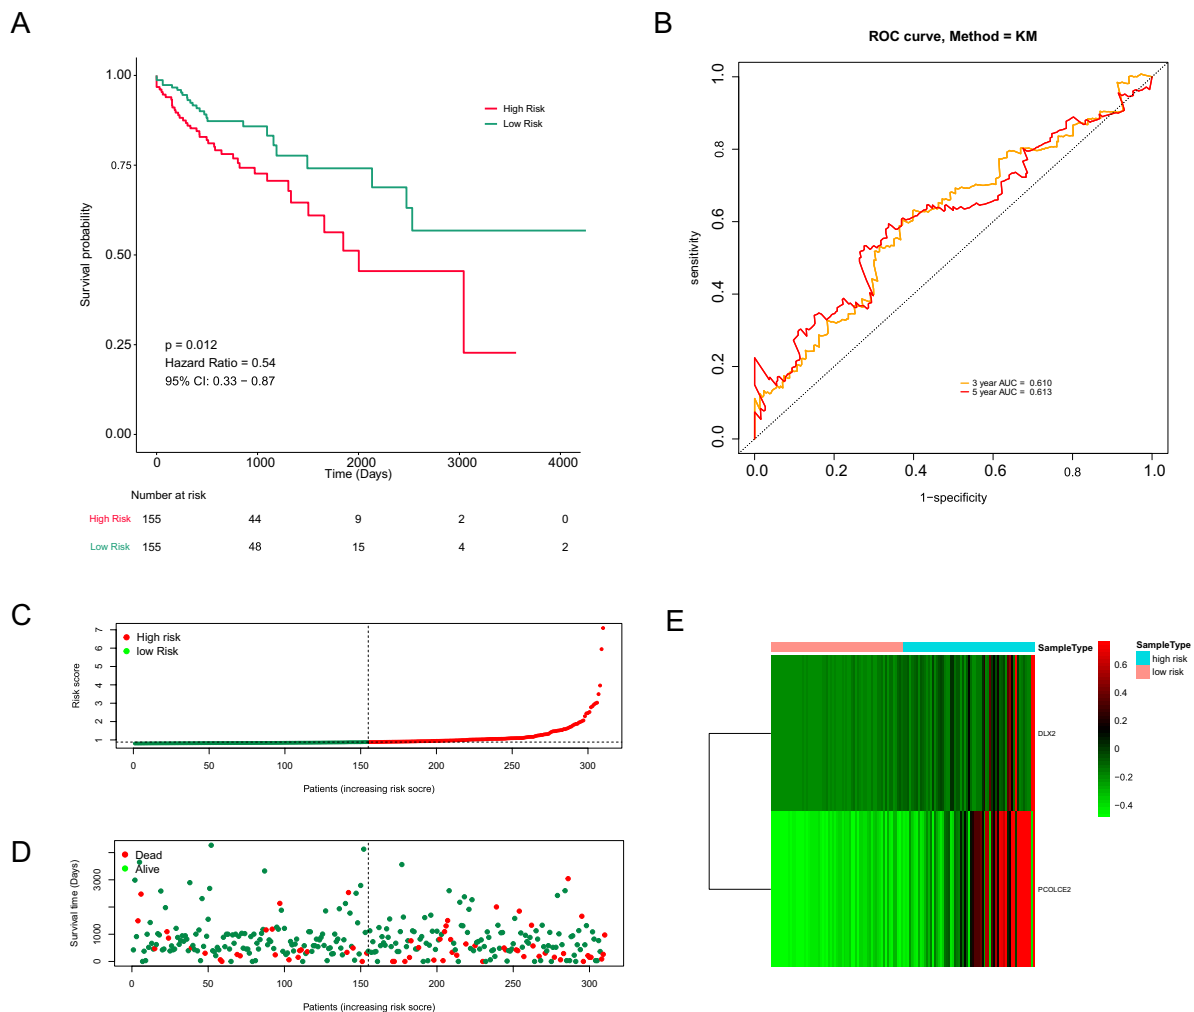 A
1.00
0.75
0.50
0.25
0.00
Survival probability
High Risk
Low Risk
p = 0.012
Hazard Ratio = 0.54
95% CI: 0.33 − 0.87
0 1000 2000 3000 4000
Time (Days)
Number at risk
High Risk 155 44 9 2 0
Low Risk 155 48 15 4 2
B
ROC curve, Method = KM
1.0
0.8
0.6
0.4
0.2
0.0
sensitivity
3 year AUC = 0.610
5 year AUC = 0.613
0.0 0.2 0.4 0.6 0.8 1.0
1−specificity
C
7
6
5
4
3
2
1
Risk score
High risk
low Risk
0 50 100 150 200 250 300
Patients (increasing risk socre)
D
3000
1000
0
Survival time (Days)
Dead
Alive
0 50 100 150 200 250 300
Patients (increasing risk socre)
E
SampleType
DLX2
PCOLCE2
0.6
0.4
0.2
0
−0.2
−0.4
SampleType
high risk
low risk